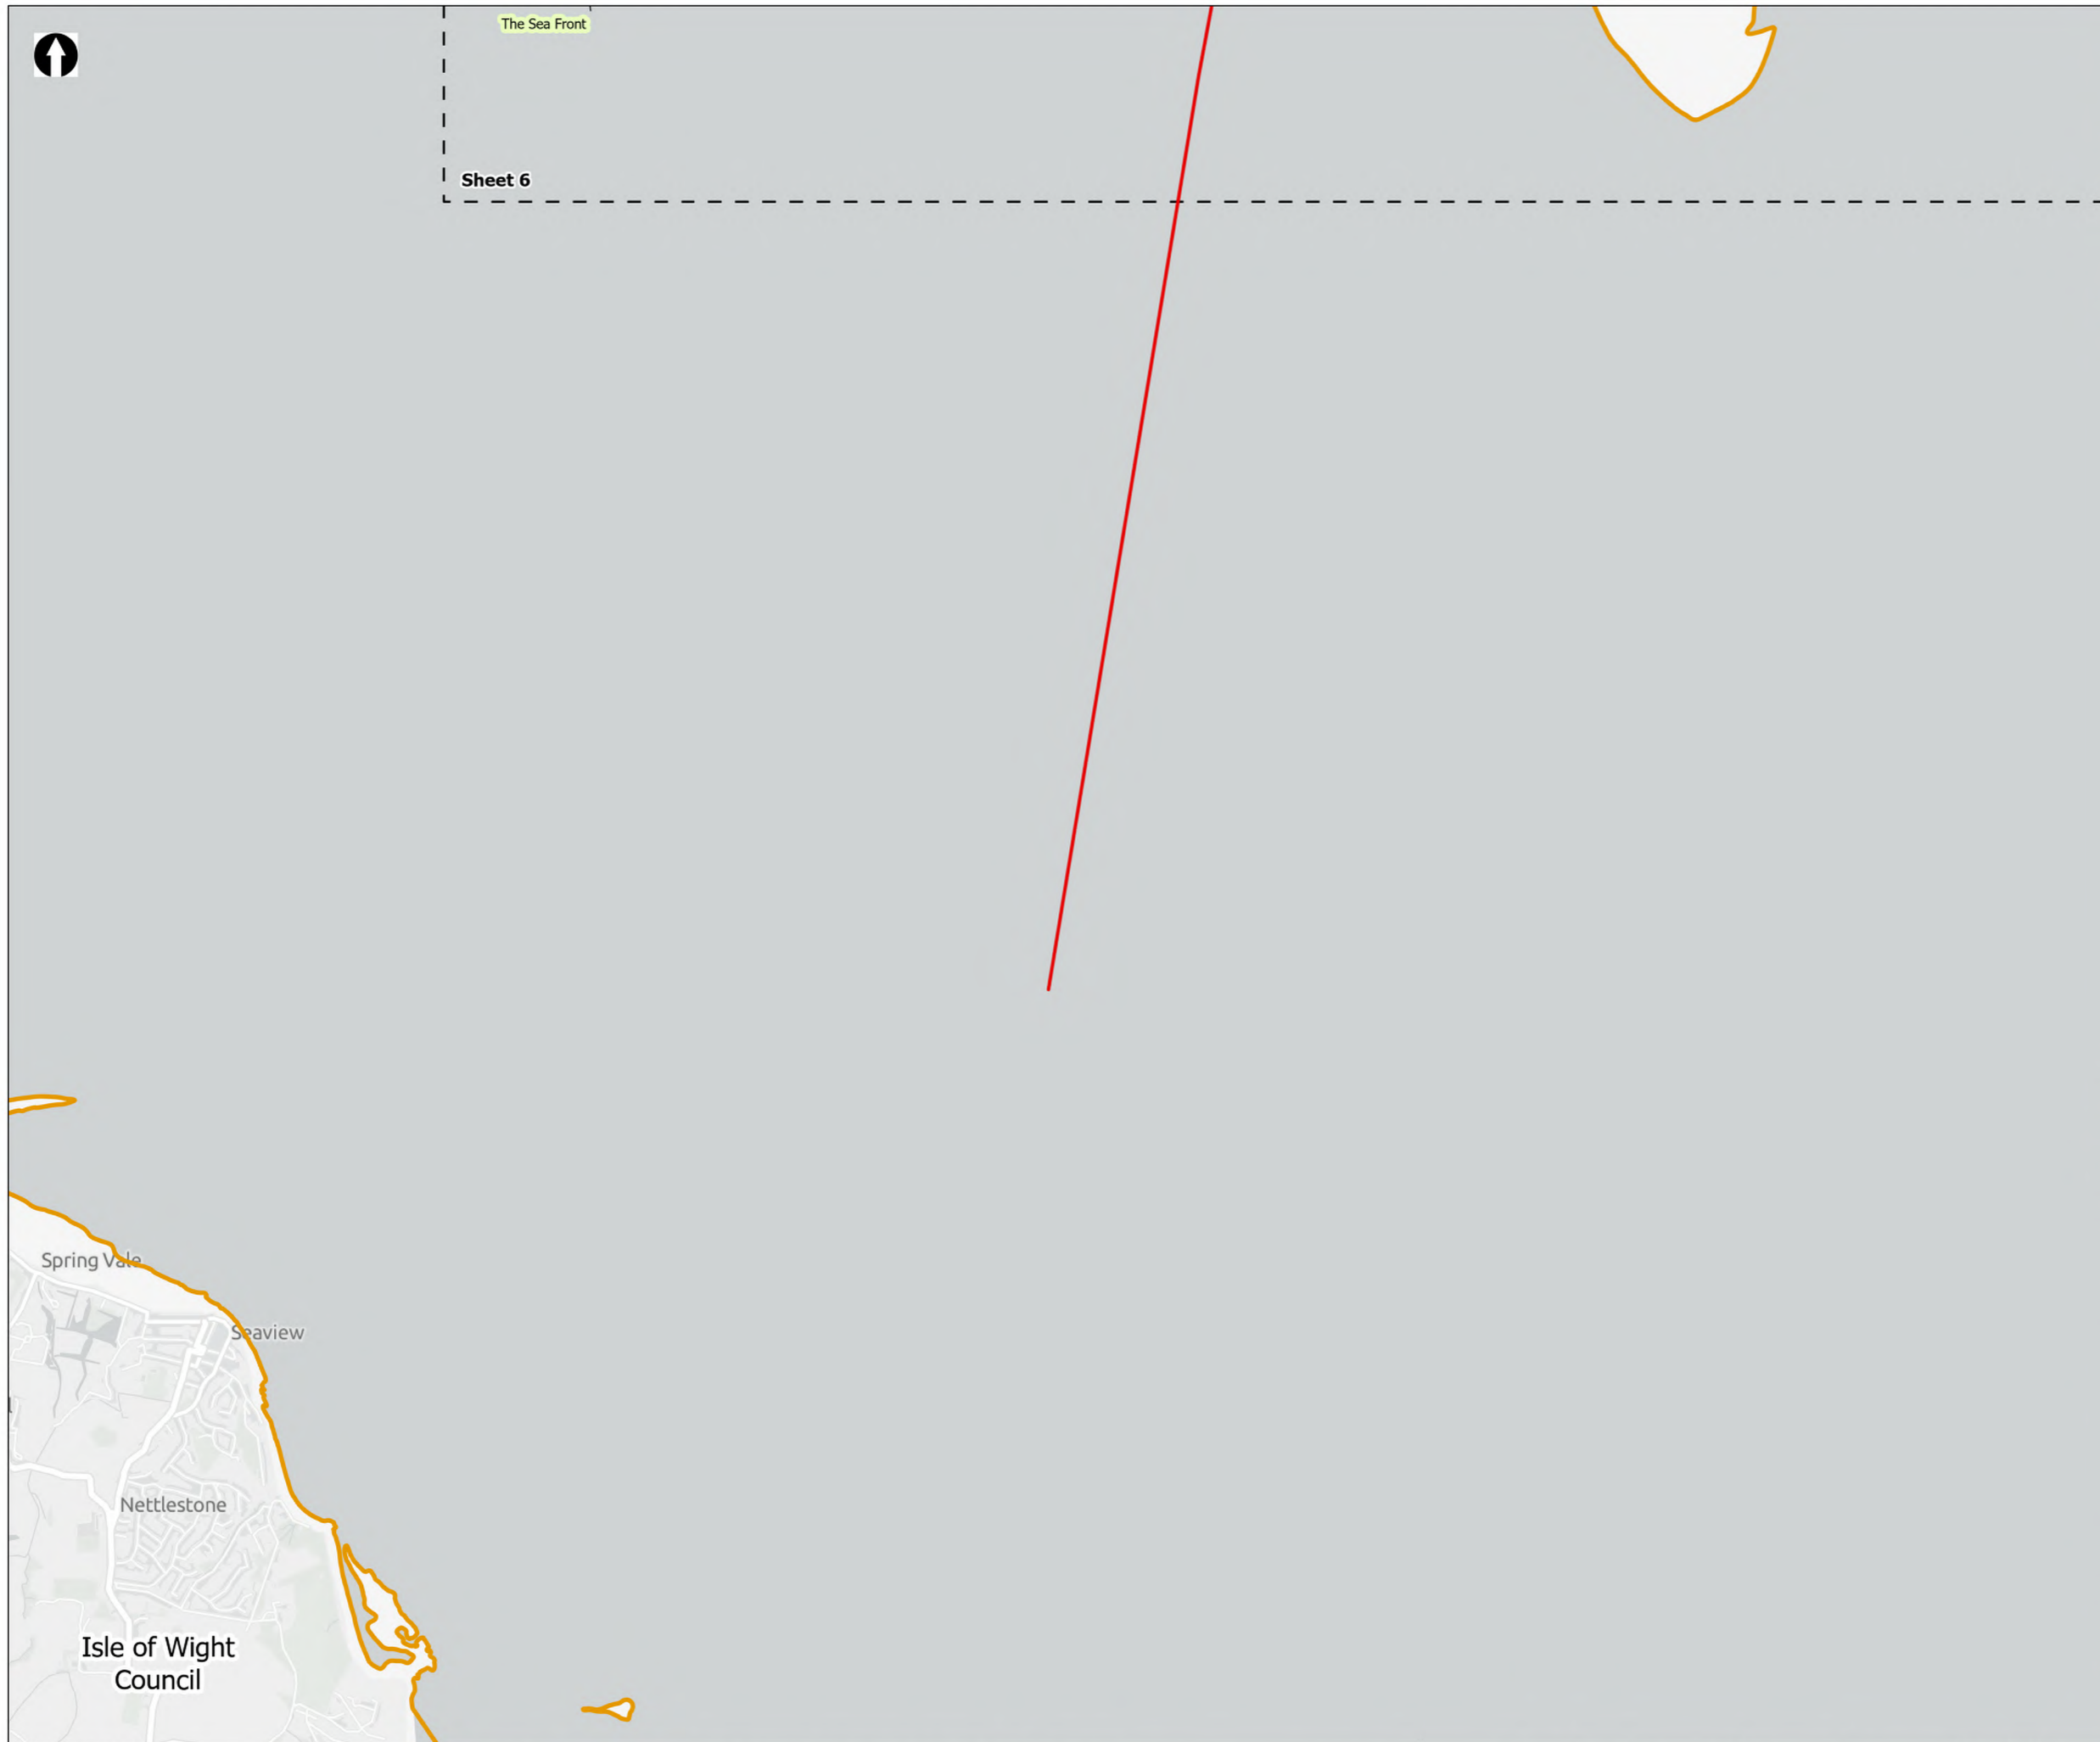 The Sea Front
Sheet 6
Spring Vale
Seaview
Nettlestone
Isle of Wight
Council